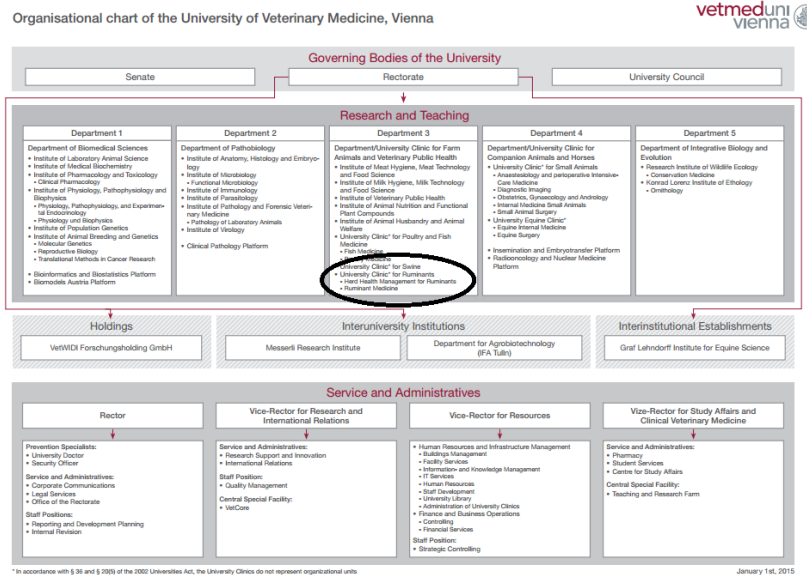 Organisational chart of the University of Veterinary Medicine, Vienna
vetmeduni
vienna
Governing Bodies of the University
Senate
Rectorate
University Council
Research and Teaching
Department 1
Department of Biomedical Sciences
• Institute of Laboratory Animal Science
• Institute of Medical Biochemistry
• Institute of Pharmacology and Toxicology
• Clinical Pharmacology
• Institute of Physiology, Pathophysiology and
Biophysics
• Physiology, Pathophysiology, and Experimen-
tal Endocrinology
• Physiology und Biophysics
• Institute of Population Genetics
• Institute of Animal Breeding and Genetics
• Molecular Genetics
• Reproductive Biology
• Translational Methods in Cancer Research
• Bioinformatics and Biostatistics Platform
• Biomodels Austria Platform
Department 2
Department of Pathobiology
• Institute of Anatomy, Histology and Embryo-
logy
• Institute of Microbiology
• Functional Microbiology
• Institute of Immunology
• Institute of Parasitology
• Institute of Pathology and Forensic Veteri-
nary Medicine
• Pathology of Laboratory Animals
• Institute of Virology
• Clinical Pathology Platform
Department 3
Department/University Clinic for Farm
Animals and Veterinary Public Health
• Institute of Meat Hygiene, Meat Technology
and Food Science
• Institute of Milk Hygiene, Milk Technology
and Food Science
• Institute of Veterinary Public Health
• Institute of Animal Nutrition and Functional
Plant Compounds
• Institute of Animal Husbandry and Animal
Welfare
• University Clinic* for Poultry and Fish
Medicine
• Fish Medicine
Medicine
University Clinic* for Swine
• University Clinic* for Ruminants
• Herd Health Management for Ruminants
• Ruminant Medicine
Department 4
Department/University Clinic for
Companion Animals and Horses
• University Clinic* for Small Animals
• Anaesthesiology and perioperative Intensive-
Care Medicine
• Diagnostic Imaging
• Obstetrics, Gynaecology and Andrology
• Internal Medicine Small Animals
• Small Animal Surgery
• University Equine Clinic*
• Equine Internal Medicine
• Equine Surgery
• Insemination and Embryotransfer Platform
• Radiooncology and Nuclear Medicine
Platform
Department 5
Department of Integrative Biology and
Evolution
• Research Institute of Wildlife Ecology
• Conservation Medicine
• Konrad Lorenz Institute of Ethology
• Ornithology
Holdings
VetWIDI Forschungsholding GmbH
Interuniversity Institutions
Messerli Research Institute
Department for Agrobiotechnology
(IFA Tulln)
Interinstitutional Establishments
Graf Lehndorff Institute for Equine Science
Service and Administratives
Rector
Prevention Specialists:
• University Doctor
• Security Officer
Service and Administratives:
• Corporate Communications
• Legal Services
• Office of the Rectorate
Staff Positions:
• Reporting and Development Planning
• Internal Revision
Vice-Rector for Research and
International Relations
Service and Administratives:
• Research Support and Innovation
• International Relations
Staff Position:
• Quality Management
Central Special Facility:
• VetCore
Vice-Rector for Resources
• Human Resources and Infrastructure Management
• Buildings Management
• Facility Services
• Information- and Knowledge Management
• IT Services
• Human Resources
• Staff Development
• University Library
• Administration of University Clinics
• Finance and Business Operations
• Controlling
• Financial Services
Staff Position:
• Strategic Controlling
Vize-Rector for Study Affairs and
Clinical Veterinary Medicine
Service and Administratives:
• Pharmacy
• Student Services
• Centre for Study Affairs
Central Special Facility:
• Teaching and Research Farm
* In accordance with § 36 and § 20(5) of the 2002 Universities Act, the University Clinics do not represent organizational units
January 1st, 2015